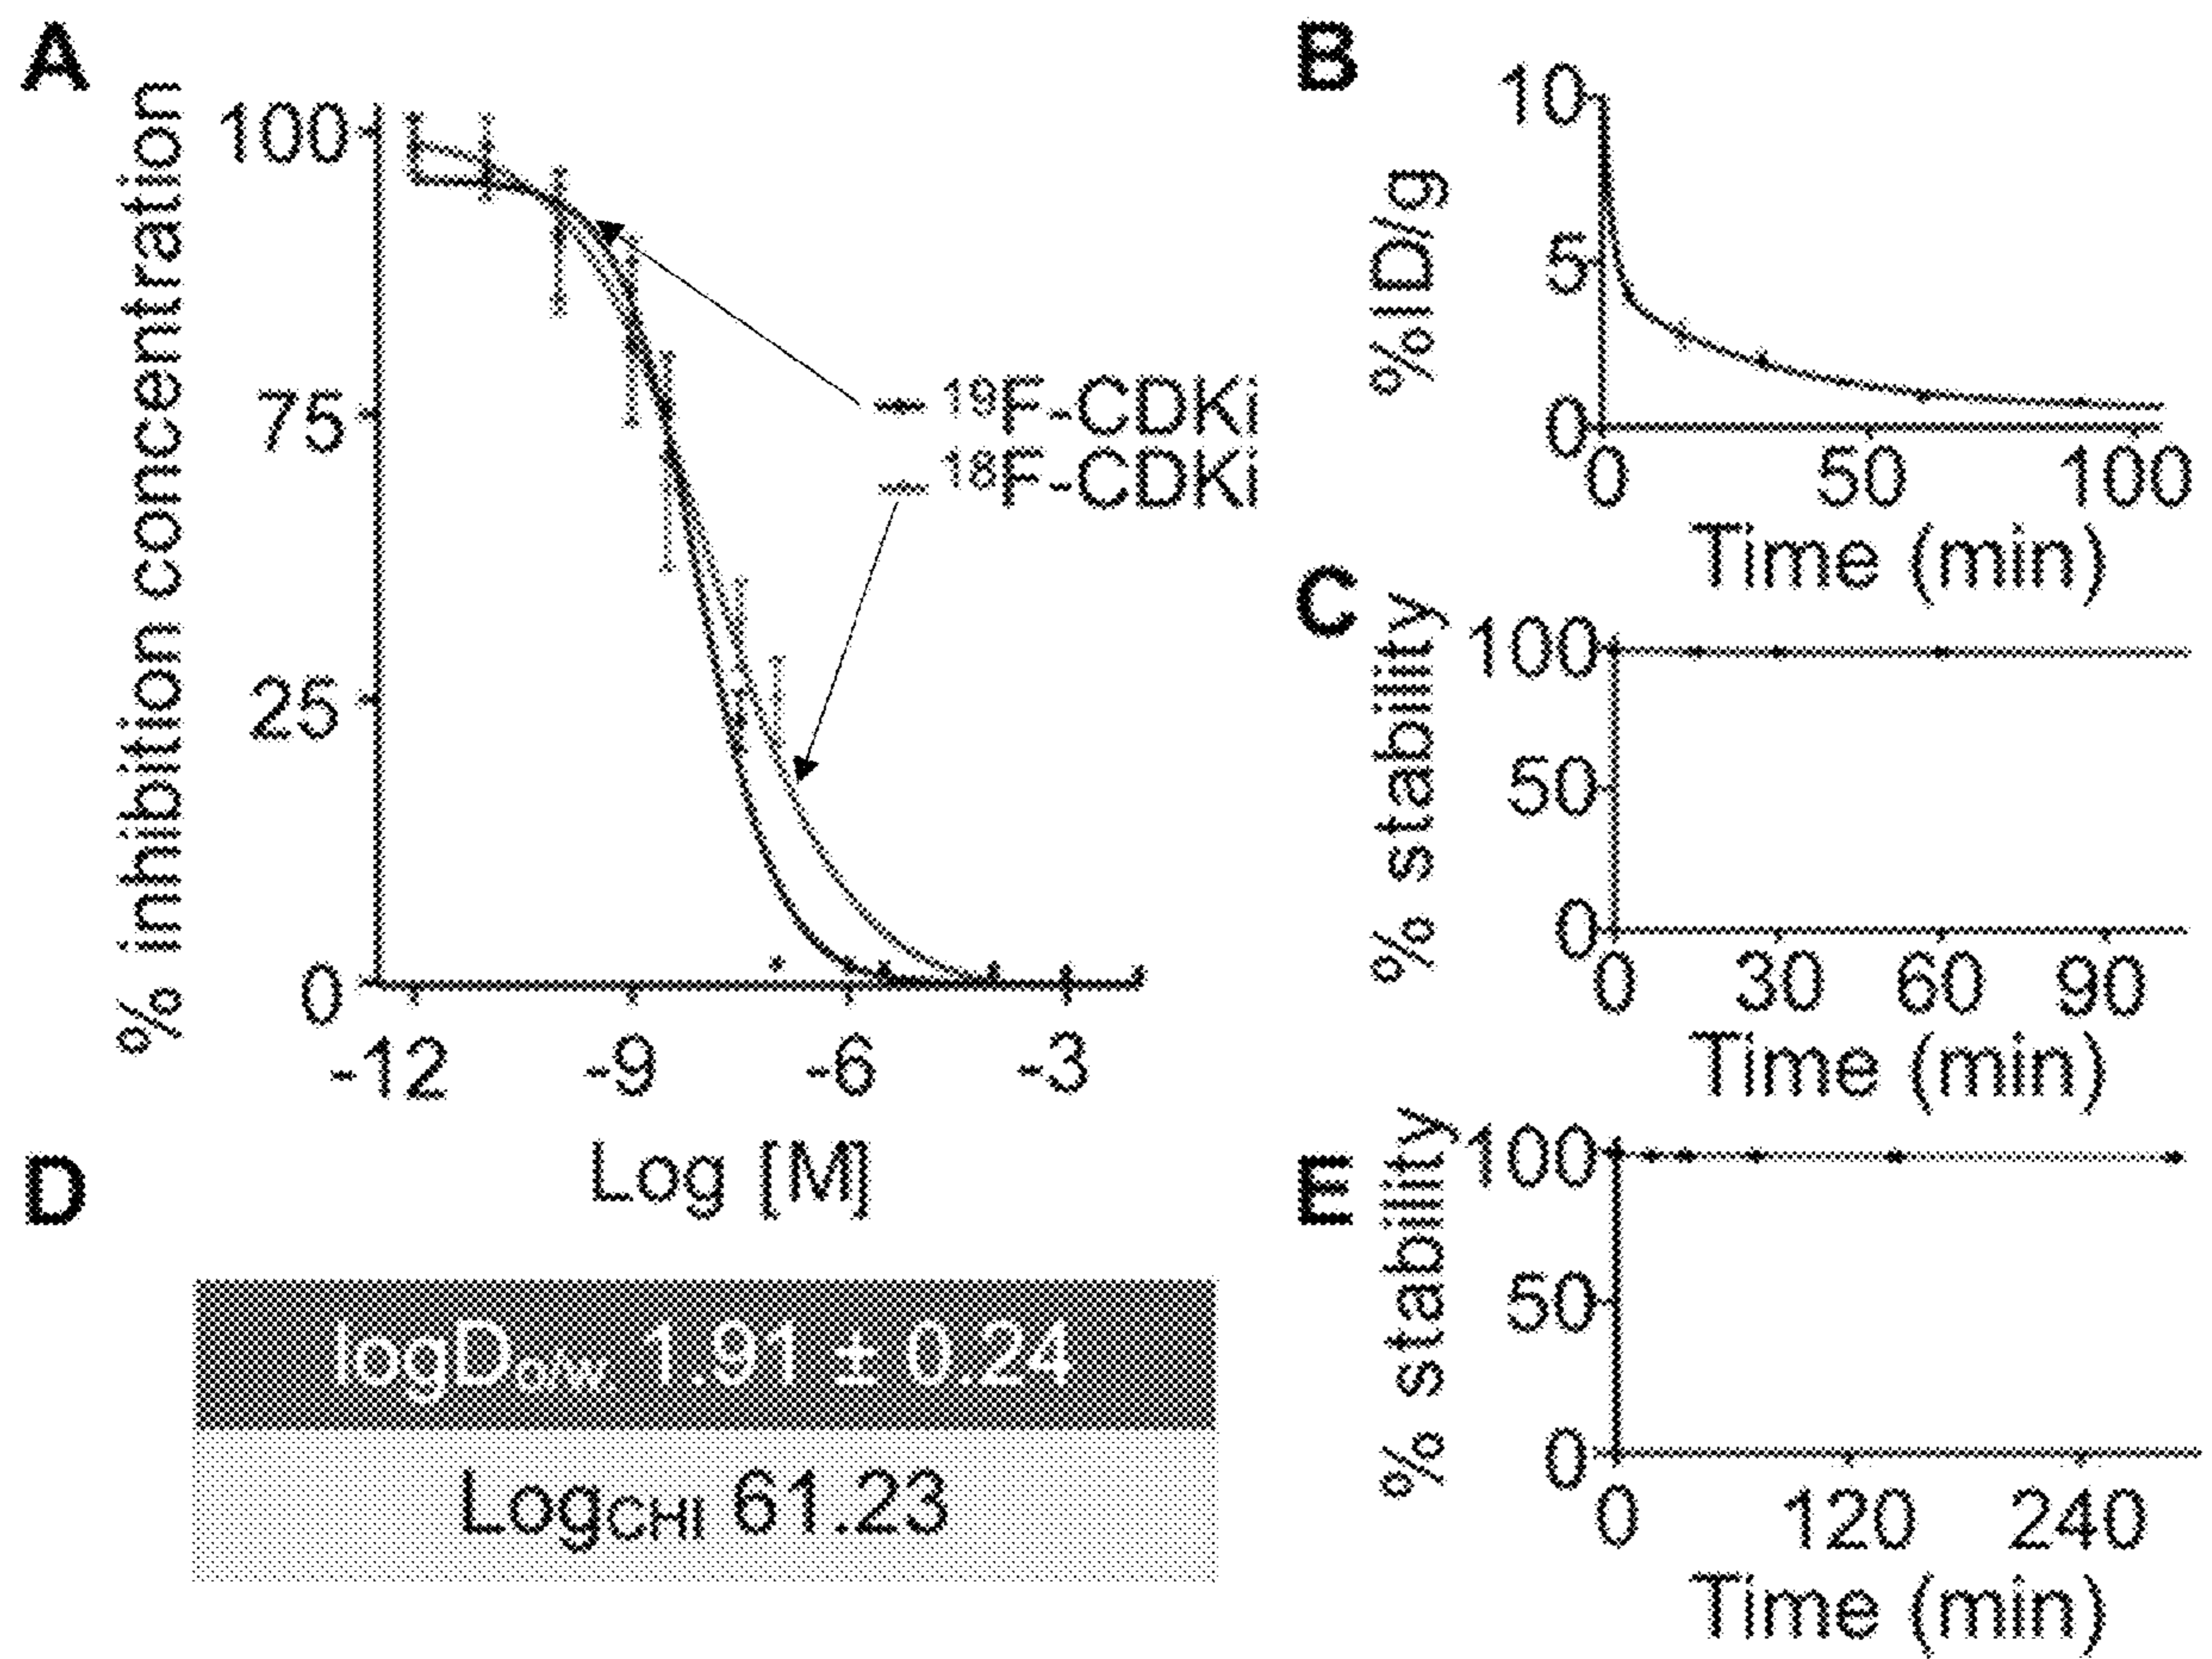 A
% inhibition concentration
100
75
25
0
-12 -9 -6 -3
Log [M]
19F-CDKi
18F-CDKi
B
%ID/g
10
5
0
0 50 100
Time (min)
C
% stability
100
50
0
0 30 60 90
Time (min)
D
logDo/w: 1.91 ± 0.24
LogCHI 61.23
E
% stability
100
50
0
0 120 240
Time (min)